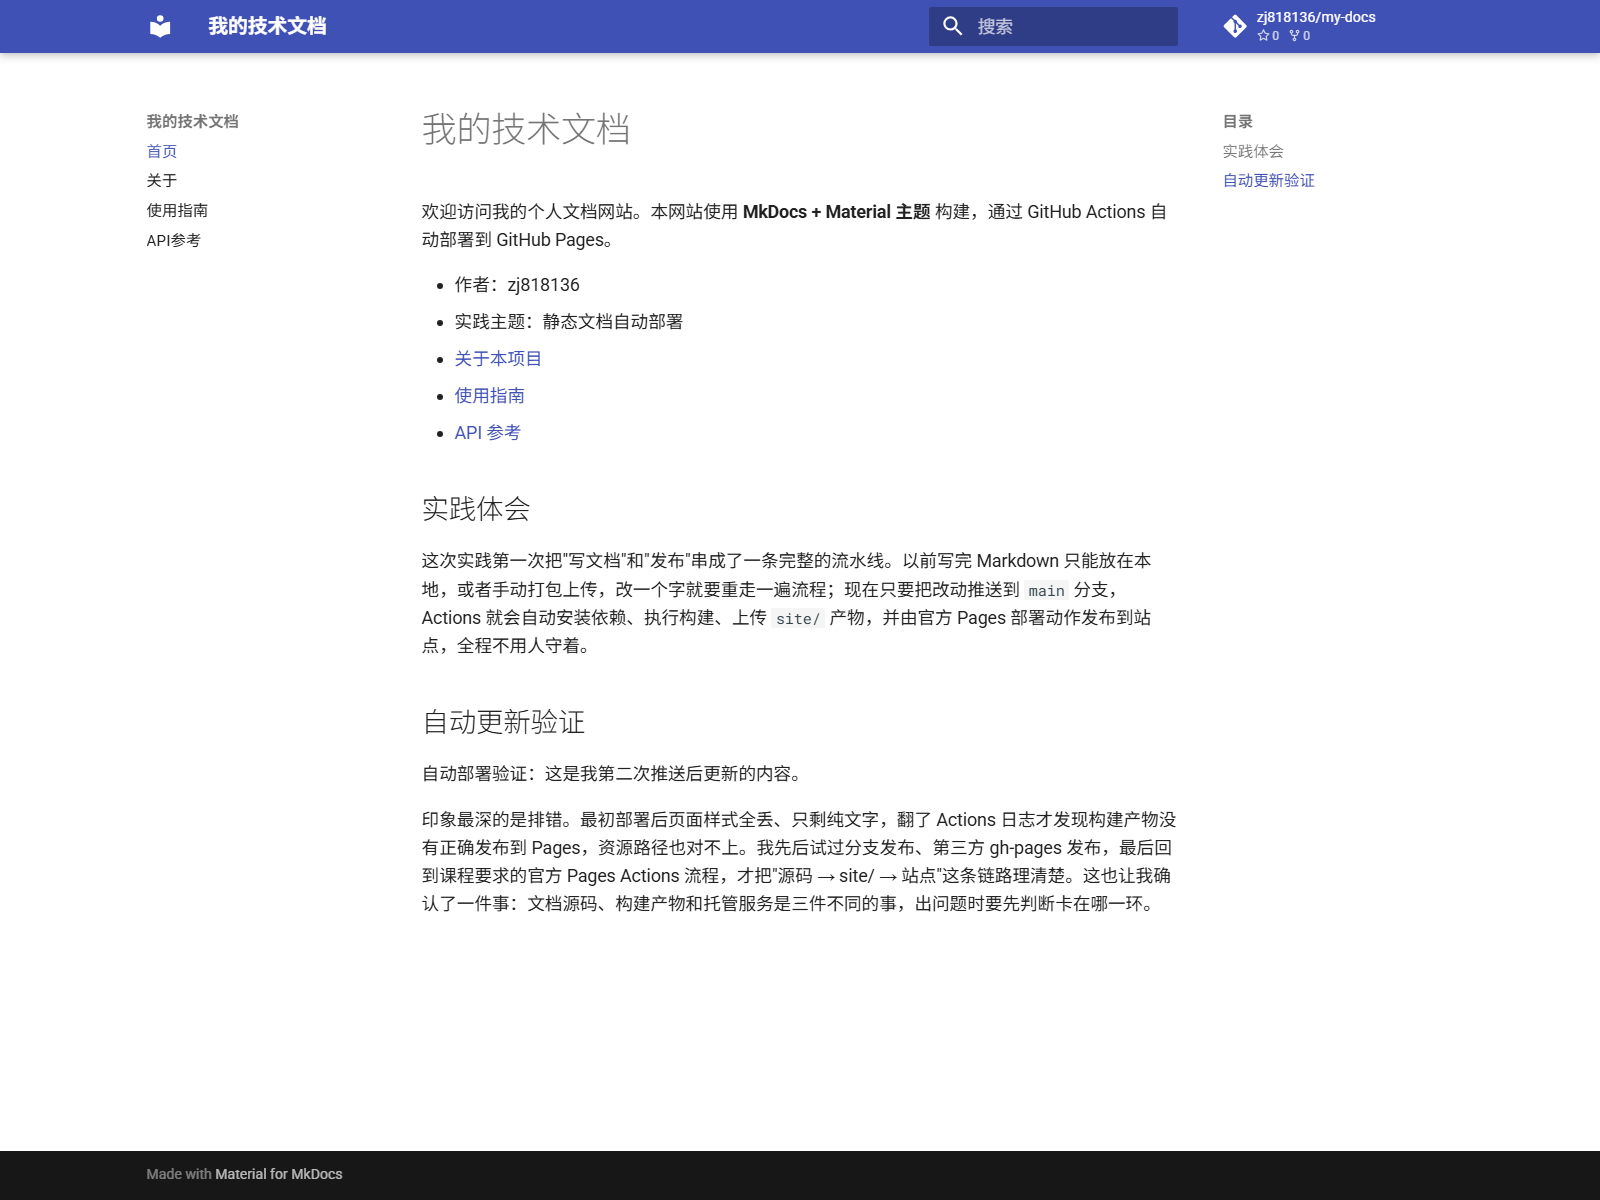 我的技术文档
搜索
zj818136/my-docs
0 0
我的技术文档
首页
关于
使用指南
API参考
我的技术文档
欢迎访问我的个人文档网站。本网站使用 MkDocs + Material 主题 构建，通过 GitHub Actions 自
动部署到 GitHub Pages。
作者：zj818136
实践主题：静态文档自动部署
关于本项目
使用指南
API 参考
实践体会
这次实践第一次把"写文档"和"发布"串成了一条完整的流水线。以前写完 Markdown 只能放在本
地，或者手动打包上传，改一个字就要重走一遍流程；现在只要把改动推送到 main 分支，
Actions 就会自动安装依赖、执行构建、上传 site/ 产物，并由官方 Pages 部署动作发布到站
点，全程不用人守着。
自动更新验证
自动部署验证：这是我第二次推送后更新的内容。
印象最深的是排错。最初部署后页面样式全丢、只剩纯文字，翻了 Actions 日志才发现构建产物没
有正确发布到 Pages，资源路径也对不上。我先后试过分支发布、第三方 gh-pages 发布，最后回
到课程要求的官方 Pages Actions 流程，才把"源码 → site/ → 站点"这条链路理清楚。这也让我确
认了一件事：文档源码、构建产物和托管服务是三件不同的事，出问题时要先判断卡在哪一环。
目录
实践体会
自动更新验证
Made with Material for MkDocs